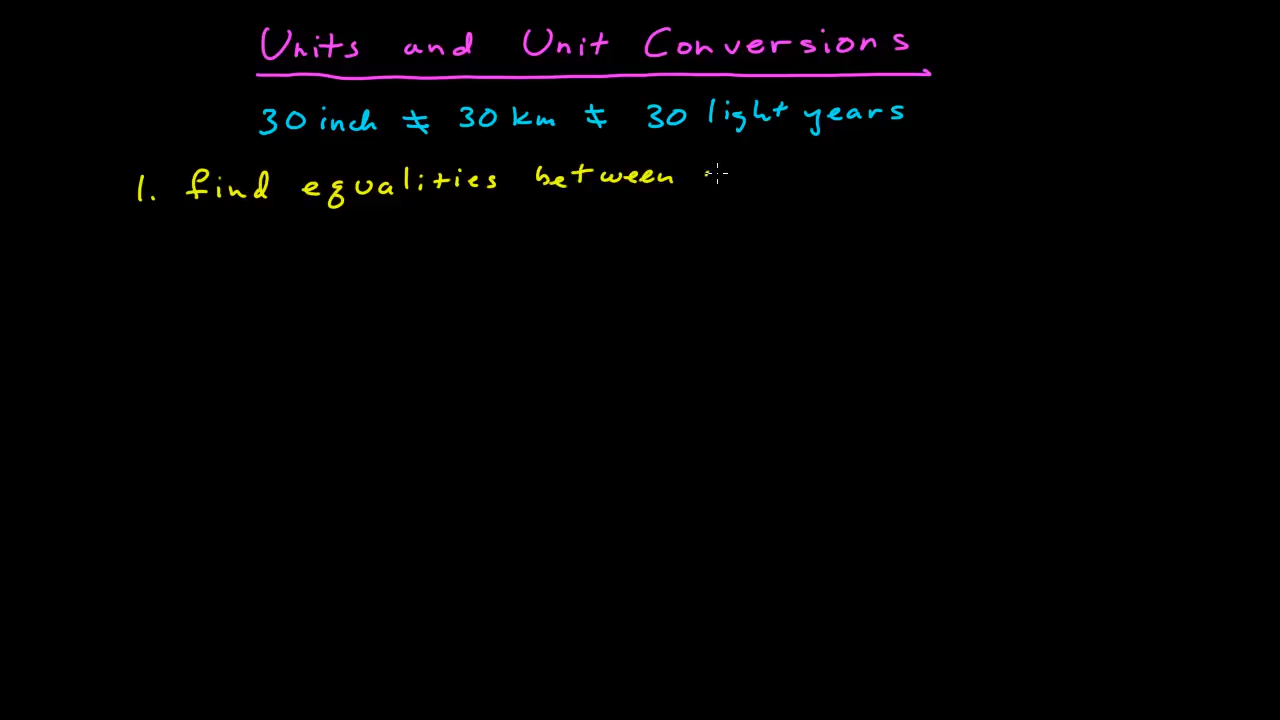 Units and Unit Conversions
30 inch ≠ 30 km ≠ 30 light years
1. find equalities between